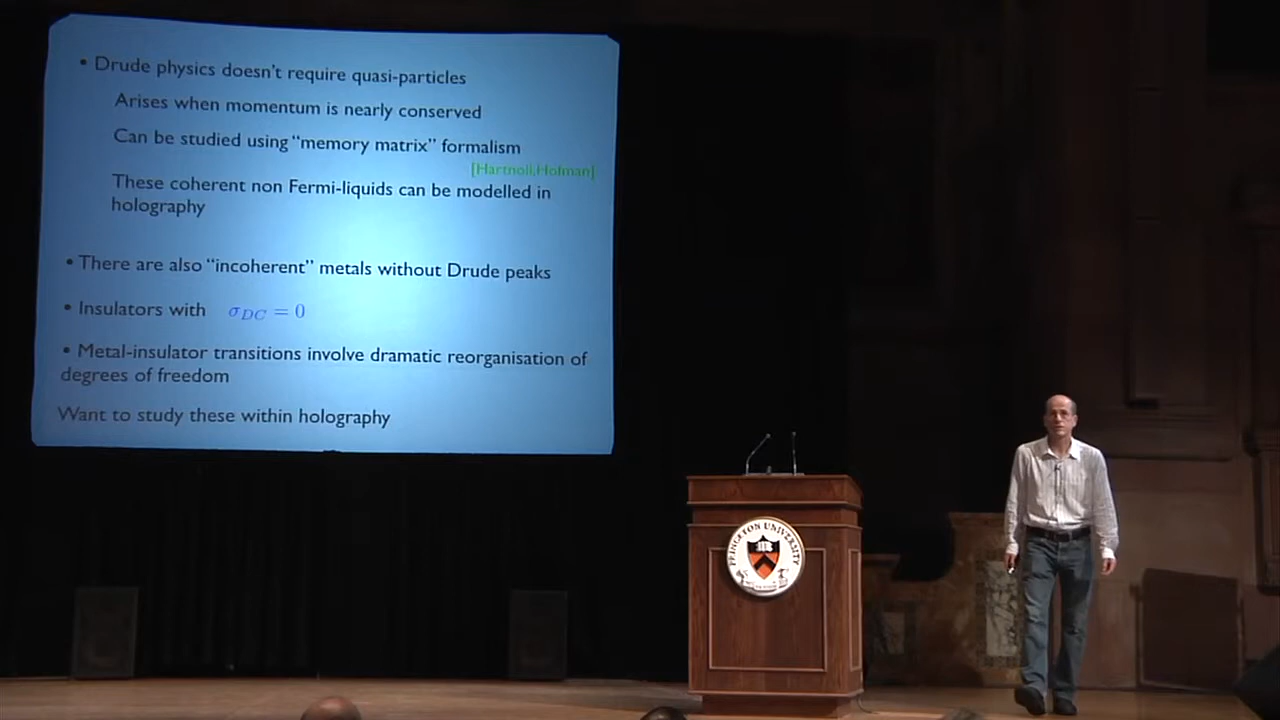 • Drude physics doesn't require quasi-particles
Arises when momentum is nearly conserved
Can be studied using "memory matrix" formalism
[Hartnoll,Hofman]
These coherent non Fermi-liquids can be modelled in
holography
• There are also "incoherent" metals without Drude peaks
• Insulators with σDC = 0
• Metal-insulator transitions involve dramatic reorganisation of
degrees of freedom
Want to study these within holography
PRINCETON UNIVERSITY